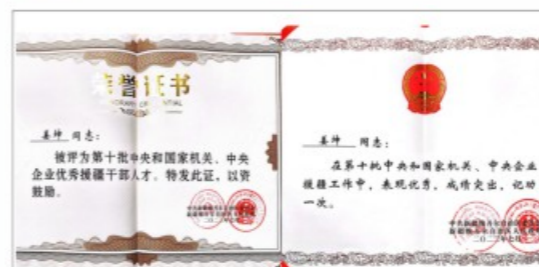 荣誉证书
姜坤 同志:
被评为第十批中央和国家机关、中央
企业优秀援疆干部人才。特发此证,以资
鼓励。
姜坤 同志:
在第十批中央和国家机关、中央企业
援疆工作中,表现优秀,成绩突出,记功
一次。